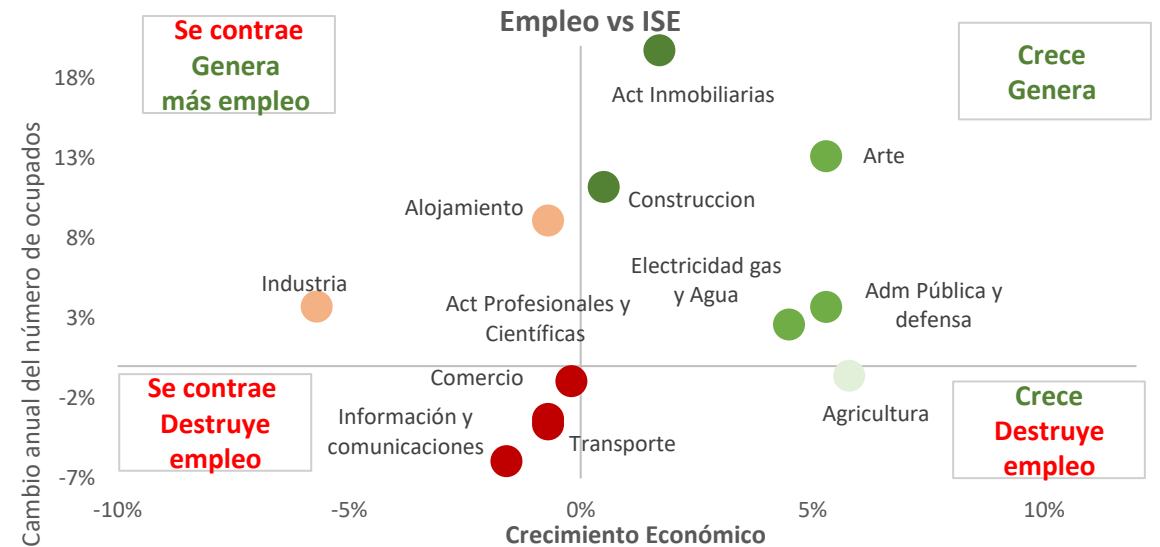 Empleo vs ISE
Se contrae
Genera
más empleo
Crece
Genera
Cambio anual del número de ocupados
18%
13%
8%
3%
-2%
-7%
Act Inmobiliarias
Arte
Construccion
Alojamiento
Industria
Electricidad gas
y Agua
Adm Pública y
defensa
Act Profesionales y
Científicas
Comercio
Información y
comunicaciones
Transporte
Agricultura
Se contrae
Destruye
empleo
Crece
Destruye
empleo
-10%
-5%
0%
5%
10%
Crecimiento Económico